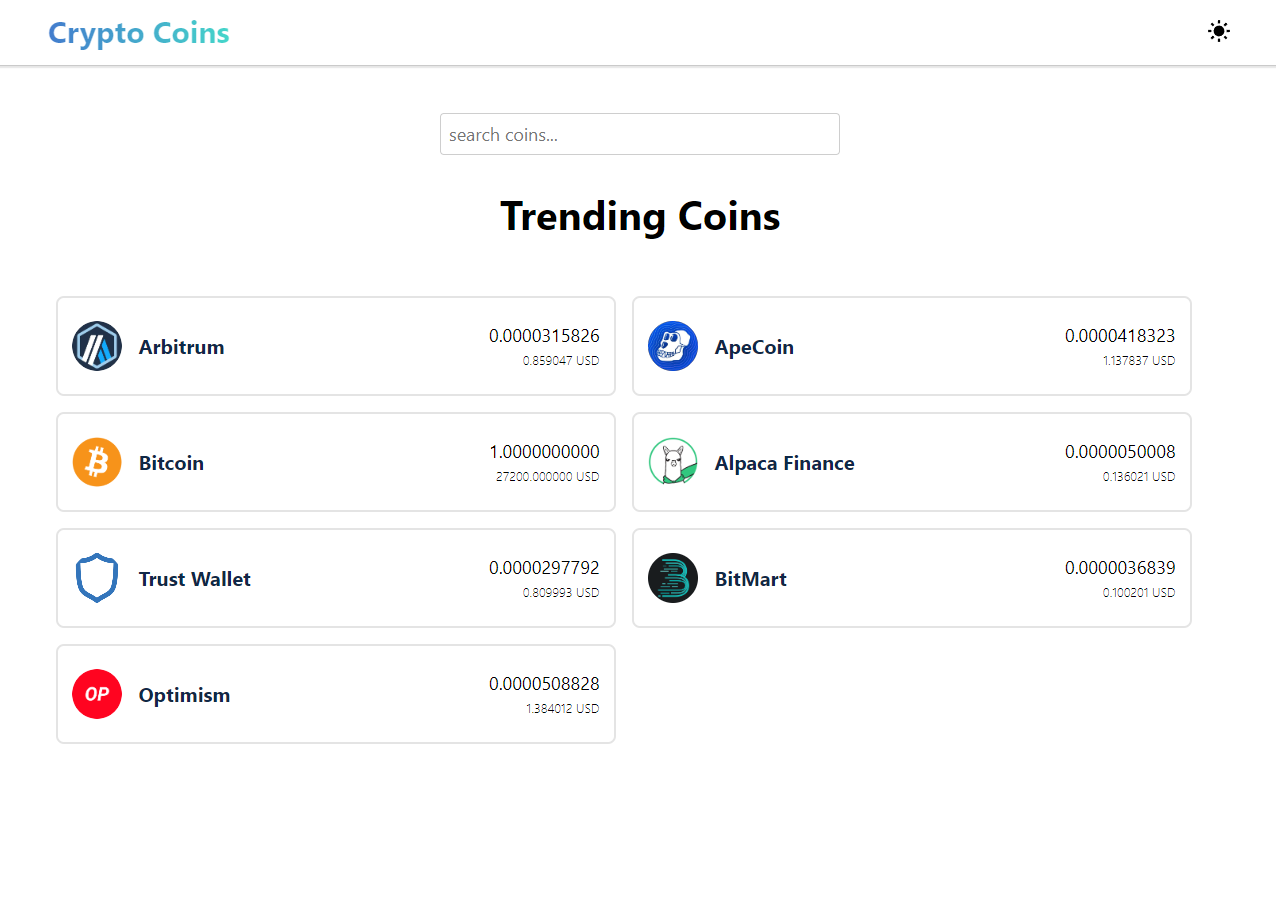 Crypto Coins
search coins...
Trending Coins
Arbitrum
0.0000315826
0.859047 USD
ApeCoin
0.0000418323
1.137837 USD
Bitcoin
1.0000000000
27200.000000 USD
Alpaca Finance
0.0000050008
0.136021 USD
Trust Wallet
0.0000297792
0.809993 USD
BitMart
0.0000036839
0.100201 USD
OP
Optimism
0.0000508828
1.384012 USD